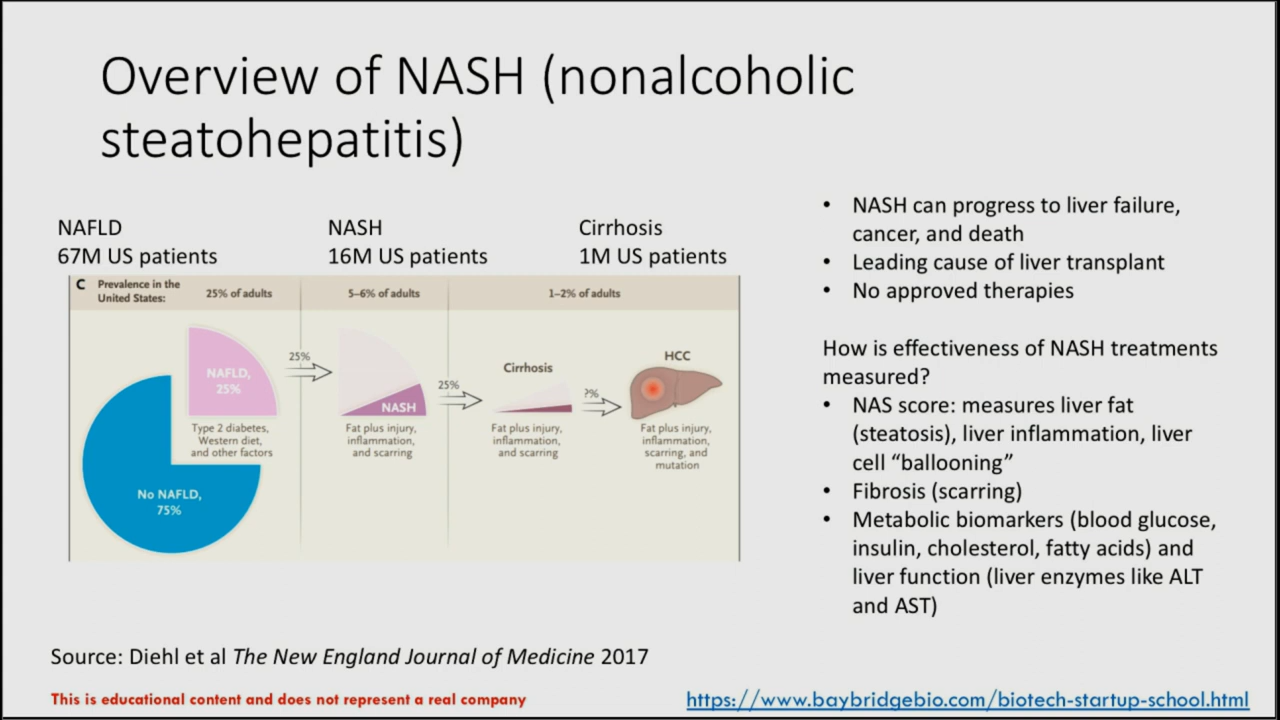 Overview of NASH (nonalcoholic
steatohepatitis)
NAFLD
67M US patients
NASH
16M US patients
Cirrhosis
1M US patients
C Prevalence in the
United States:
25% of adults
5–6% of adults
1–2% of adults
NAFLD,
25%
25%
Type 2 diabetes,
Western diet,
and other factors
No NAFLD,
75%
NASH
25%
Fat plus injury,
inflammation,
and scarring
Cirrhosis
?%
Fat plus injury,
inflammation,
and scarring
HCC
Fat plus injury,
inflammation,
scarring, and
mutation
• NASH can progress to liver failure,
cancer, and death
• Leading cause of liver transplant
• No approved therapies
How is effectiveness of NASH treatments
measured?
• NAS score: measures liver fat
(steatosis), liver inflammation, liver
cell “ballooning”
• Fibrosis (scarring)
• Metabolic biomarkers (blood glucose,
insulin, cholesterol, fatty acids) and
liver function (liver enzymes like ALT
and AST)
Source: Diehl et al The New England Journal of Medicine 2017
This is educational content and does not represent a real company
https://www.baybridgebio.com/biotech-startup-school.html